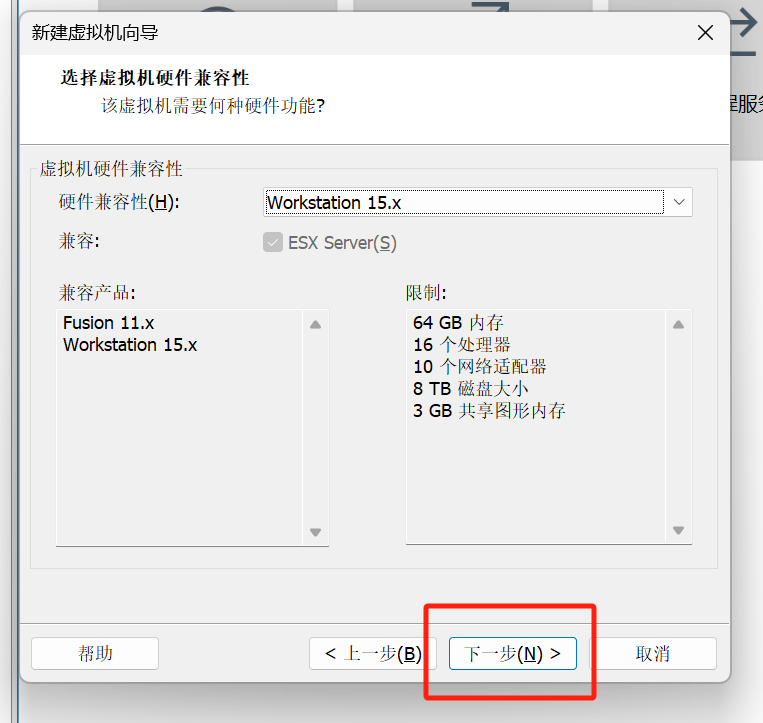 新建虚拟机向导
选择虚拟机硬件兼容性
该虚拟机需要何种硬件功能?
程服务
虚拟机硬件兼容性
硬件兼容性(H): Workstation 15.x
兼容: ESX Server(S)
兼容产品:
Fusion 11.x
Workstation 15.x
限制:
64 GB 内存
16 个处理器
10 个网络适配器
8 TB 磁盘大小
3 GB 共享图形内存
帮助 < 上一步(B) 下一步(N) > 取消